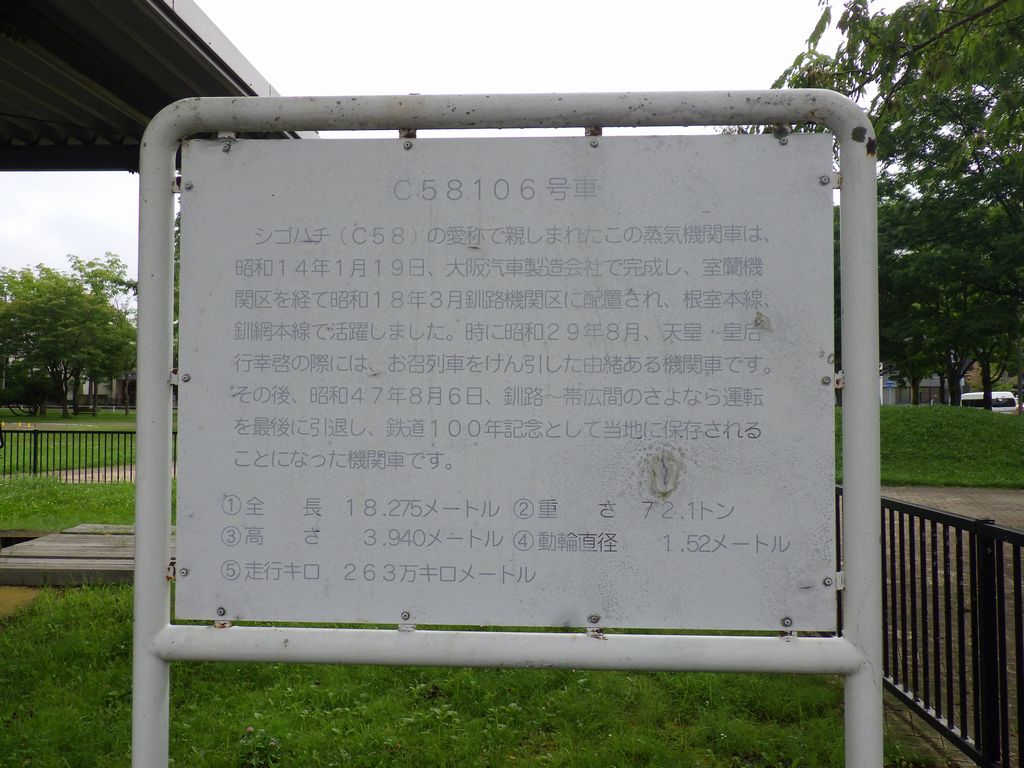 C58106号車
シゴハチ（C58）の愛称で親しまれたこの蒸気機関車は、
昭和14年1月19日、大阪汽車製造会社で完成し、室蘭機
関区を経て昭和18年3月釧路機関区に配置され、根室本線、
釧網本線で活躍しました。時に昭和29年8月、天皇・皇后
行幸啓の際には、お召列車をけん引した由緒ある機関車です。
その後、昭和47年8月6日、釧路～帯広間のさよなら運転
を最後に引退し、鉄道100年記念として当地に保存される
ことになった機関車です。
①全　長　18.275メートル ②重　さ　72.1トン
③高　さ　3.940メートル ④動輪直径　1.52メートル
⑤走行キロ　263万キロメートル